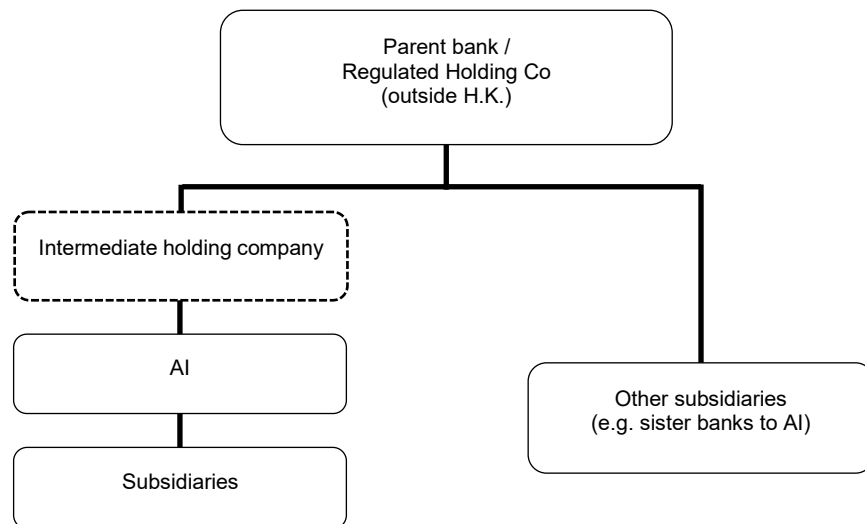 Parent bank /
Regulated Holding Co
(outside H.K.)
Intermediate holding company
AI
Other subsidiaries
(e.g. sister banks to AI)
Subsidiaries